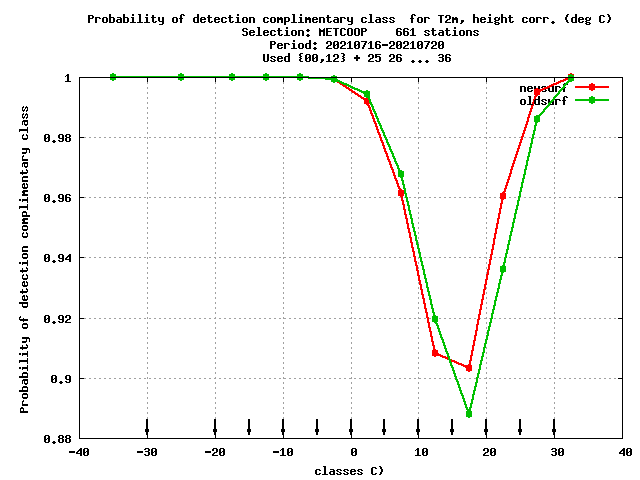 Probability of detection complimentary class  for T2m, height corr. (deg C)
Selection: METCOOP    661 stations
Period: 20210716-20210720
Used {00,12} + 25 26 ... 36
newsurf
oldsurf
Probability of detection complimentary class
1
0.98
0.96
0.94
0.92
0.9
0.88
-40 -30 -20 -10 0 10 20 30 40
classes C)